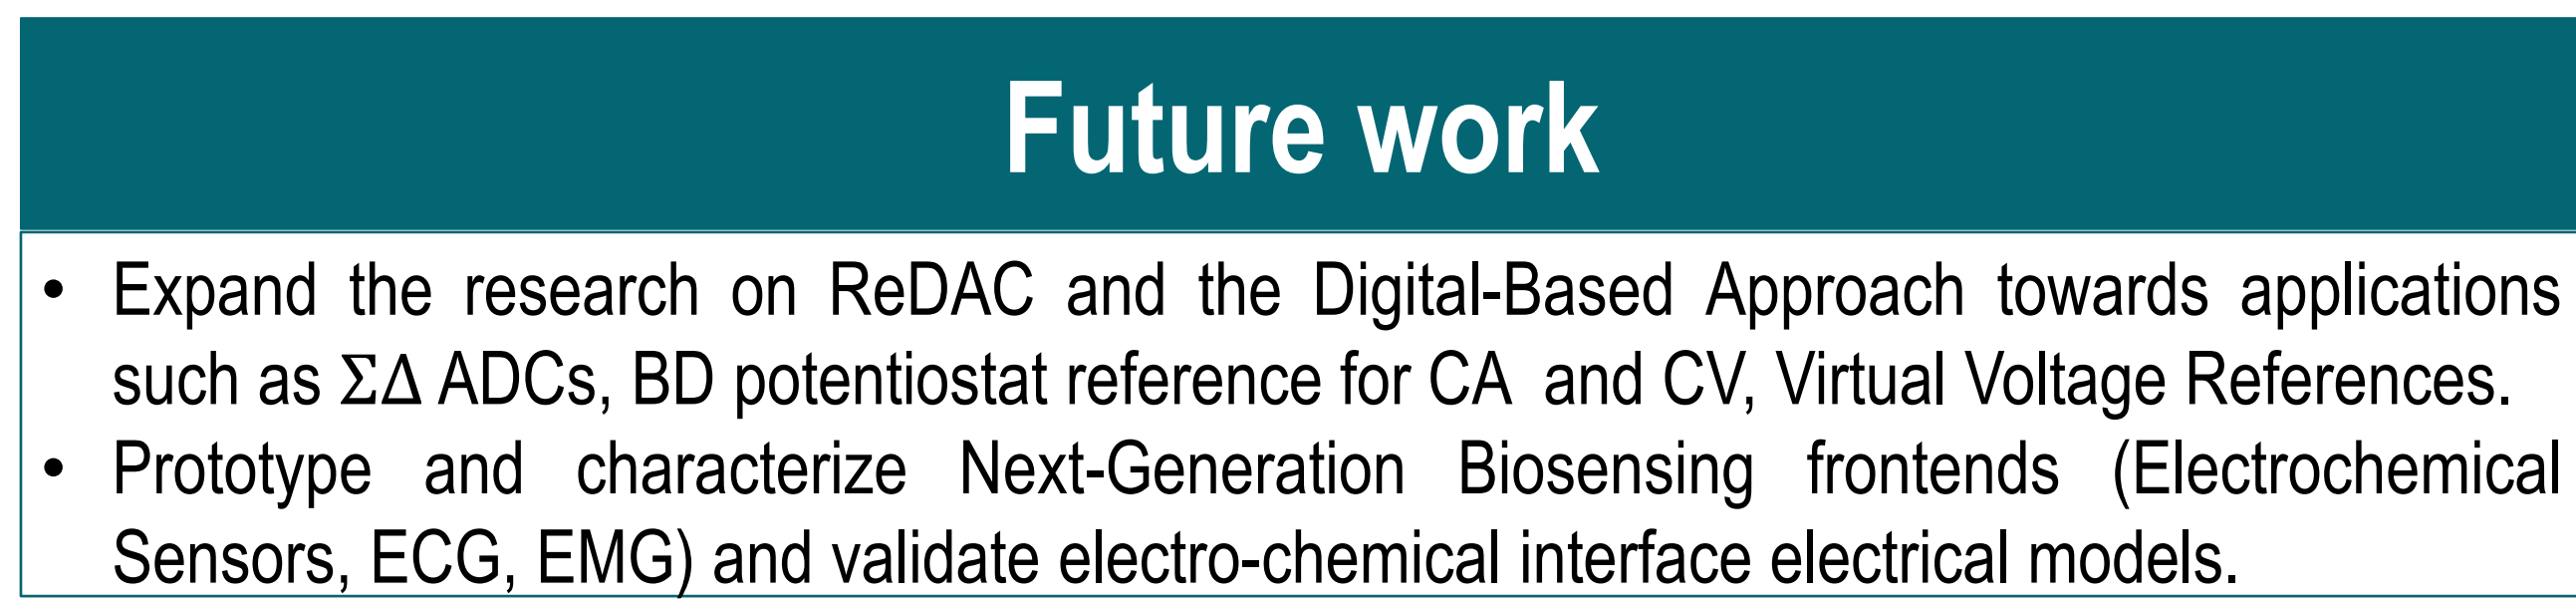 Future work
• Expand the research on ReDAC and the Digital-Based Approach towards applications
such as ΣΔ ADCs, BD potentiostat reference for CA and CV, Virtual Voltage References.
• Prototype and characterize Next-Generation Biosensing frontends (Electrochemical
Sensors, ECG, EMG) and validate electro-chemical interface electrical models.